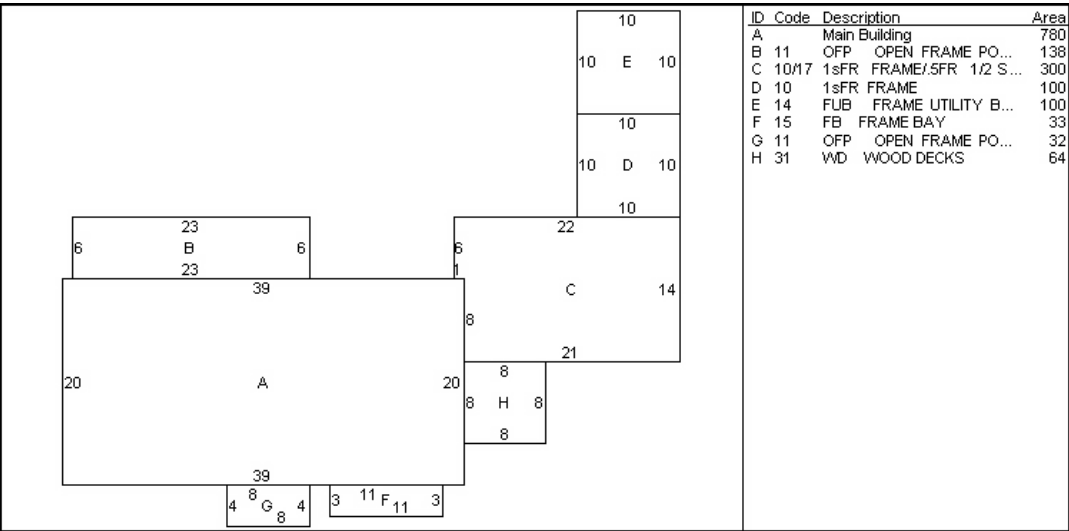 10
10 E 10
10
10 D 10
10
23
6 B 6
23
22
6
1
C 14
8
21
39
20 A 20
39
8
8 H 8
8
8
4 G 4
8
11
3 F 3
11
ID Code Description Area
A Main Building 780
B 11 OFP OPEN FRAME PO... 138
C 10/17 1sFR FRAME/.5FR 1/2 S... 300
D 10 1sFR FRAME 100
E 14 FUB FRAME UTILITY B... 100
F 15 FB FRAME BAY 33
G 11 OFP OPEN FRAME PO... 32
H 31 WD WOOD DECKS 64